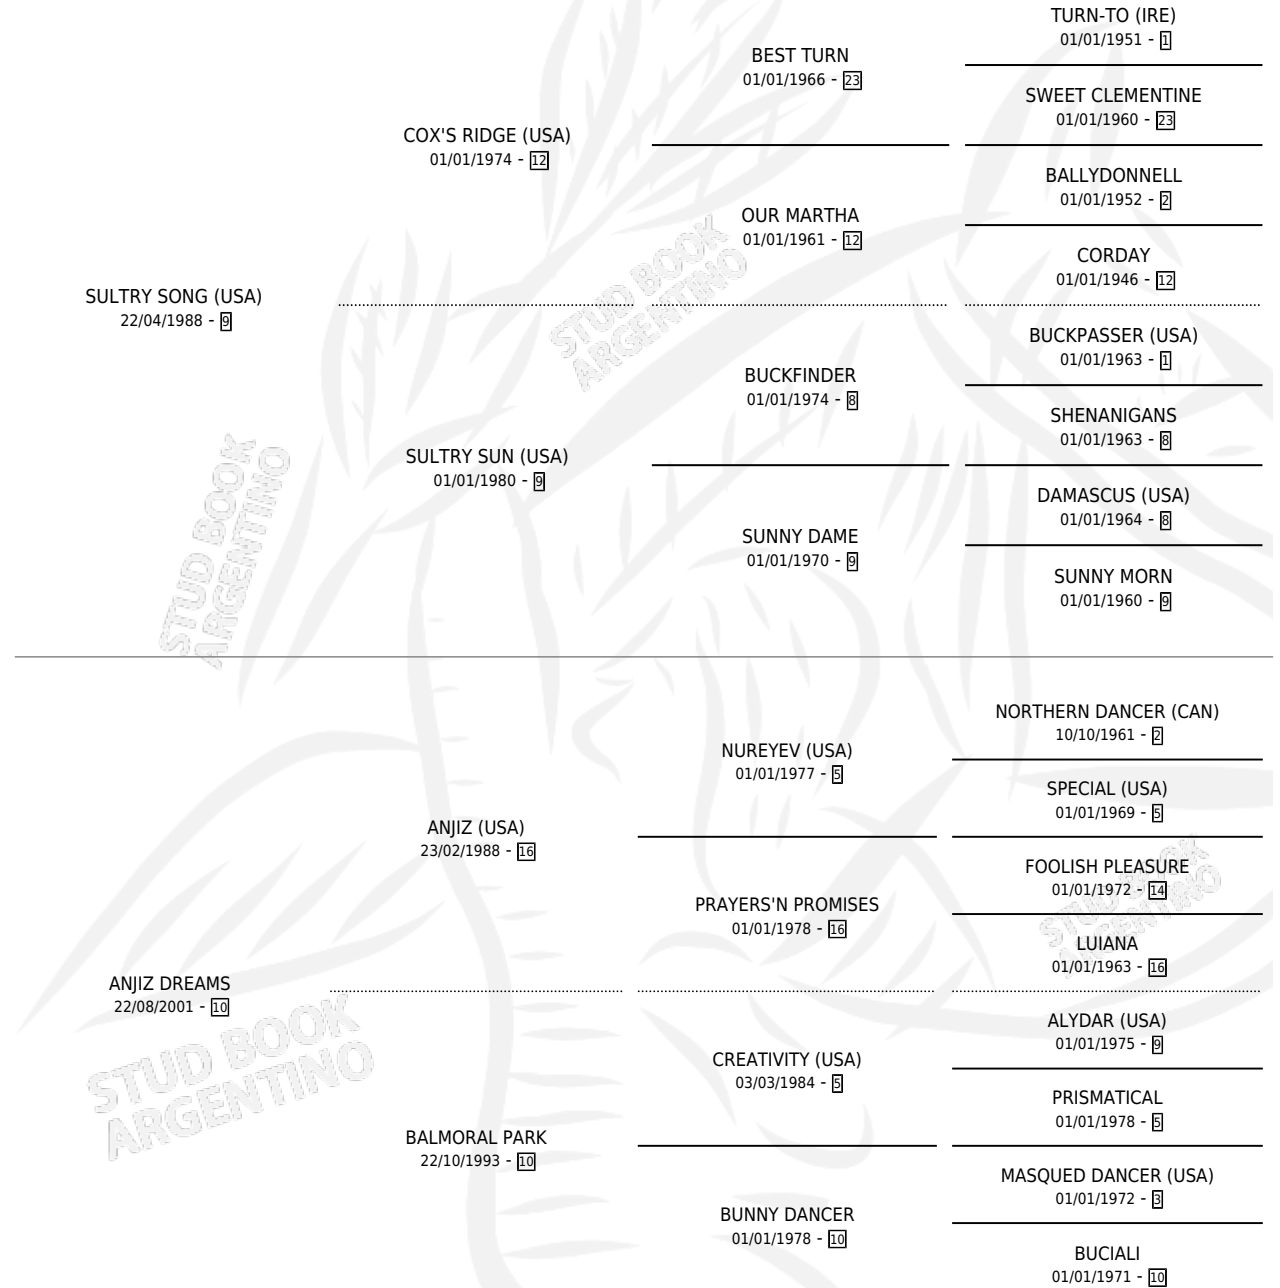 TURN-TO (IRE)
01/01/1951 - 1
BEST TURN
01/01/1966 - 23
SWEET CLEMENTINE
01/01/1960 - 23
COX'S RIDGE (USA)
01/01/1974 - 12
BALLYDONNELL
01/01/1952 - 2
OUR MARTHA
01/01/1961 - 12
CORDAY
01/01/1946 - 12
SULTRY SONG (USA)
22/04/1988 - 9
STUD BOOK
ARGENTINO
BUCKPASSER (USA)
01/01/1963 - 1
BUCKFINDER
01/01/1974 - 8
SHENANIGANS
01/01/1963 - 8
SULTRY SUN (USA)
01/01/1980 - 9
DAMASCUS (USA)
01/01/1964 - 8
SUNNY DAME
01/01/1970 - 9
SUNNY MORN
01/01/1960 - 9
STUD BOOK
ARGENTINO
NORTHERN DANCER (CAN)
10/10/1961 - 2
NUREYEV (USA)
01/01/1977 - 5
SPECIAL (USA)
01/01/1969 - 5
ANJIZ (USA)
23/02/1988 - 16
FOOLISH PLEASURE
01/01/1972 - 14
PRAYERS'N PROMISES
01/01/1978 - 16
LUIANA
01/01/1963 - 16
STUD BOOK
ARGENTINO
ANJIZ DREAMS
22/08/2001 - 10
STUD BOOK
ARGENTINO
ALYDAR (USA)
01/01/1975 - 9
CREATIVITY (USA)
03/03/1984 - 5
PRISMATICAL
01/01/1978 - 5
BALMORAL PARK
22/10/1993 - 10
MASQUED DANCER (USA)
01/01/1972 - 3
BUNNY DANCER
01/01/1978 - 10
BUCIALI
01/01/1971 - 10